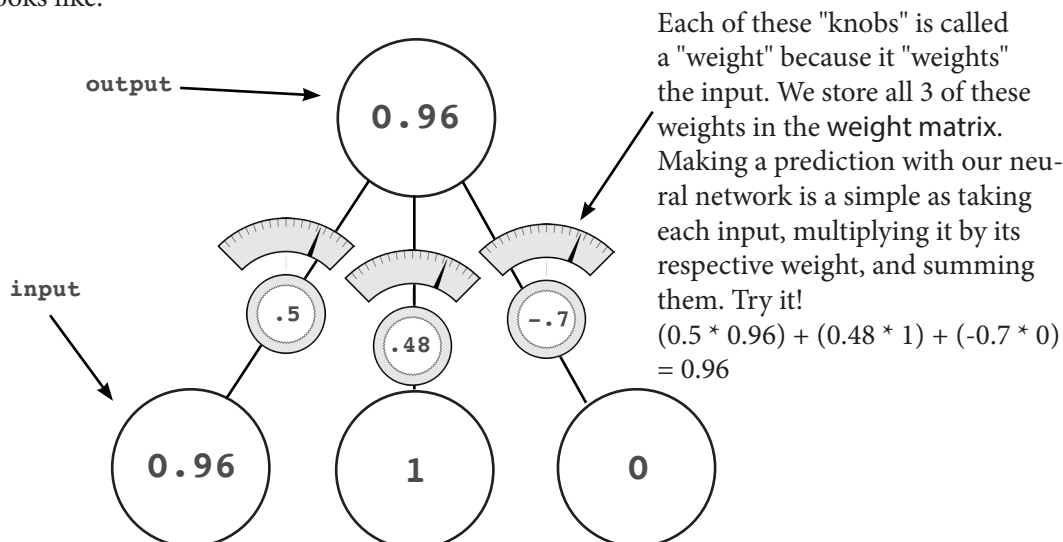 ooks like:
Each of these "knobs" is called
a "weight" because it "weights"
the input. We store all 3 of these
weights in the weight matrix.
Making a prediction with our neu-
ral network is a simple as taking
each input, multiplying it by its
respective weight, and summing
them. Try it!
(0.5 * 0.96) + (0.48 * 1) + (-0.7 * 0)
= 0.96
output
0.96
input
.5
.48
-.7
0.96
1
0